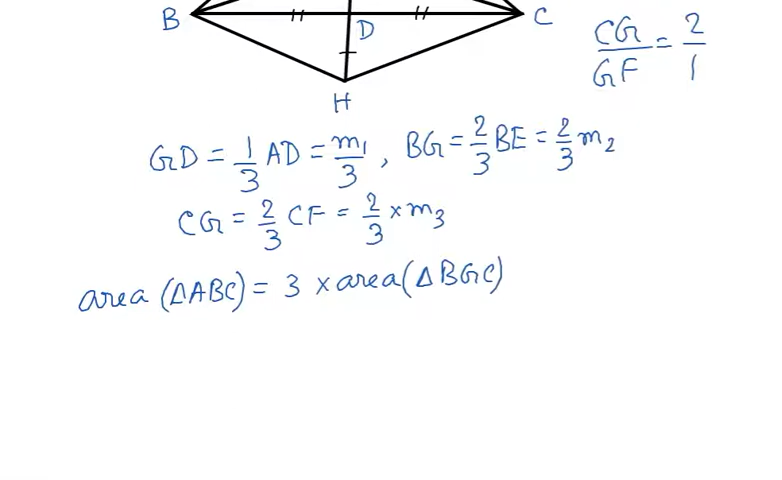 B D C
CG/GF = 2/1
H
GD = 1/3 AD = m₁/3 , BG = 2/3 BE = 2/3 m₂
CG = 2/3 CF = 2/3 × m₃
area (ΔABC) = 3 × area (ΔBGC)